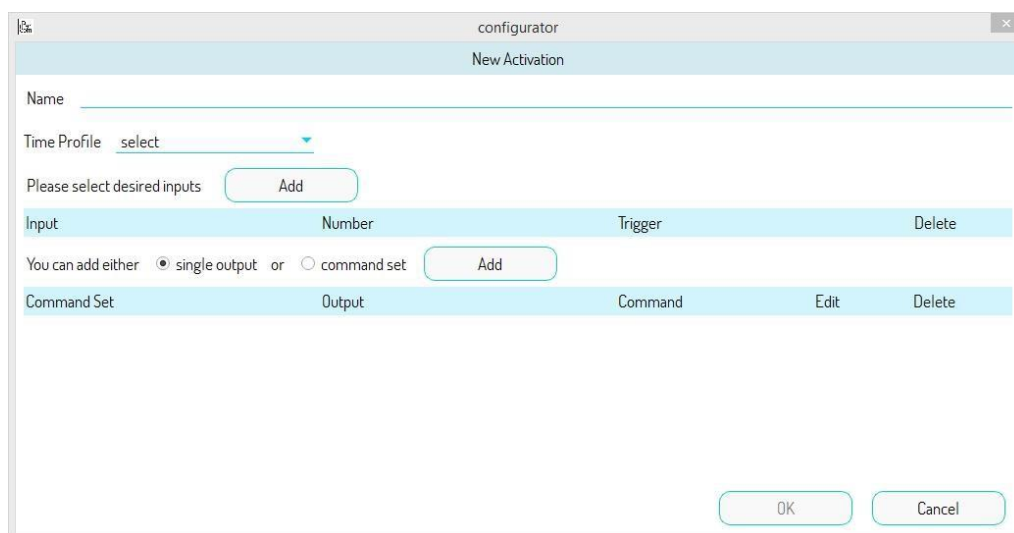 configurator
New Activation
Name
Time Profile select
Please select desired inputs Add
Input Number Trigger Delete
You can add either single output or command set Add
Command Set Output Command Edit Delete
OK Cancel